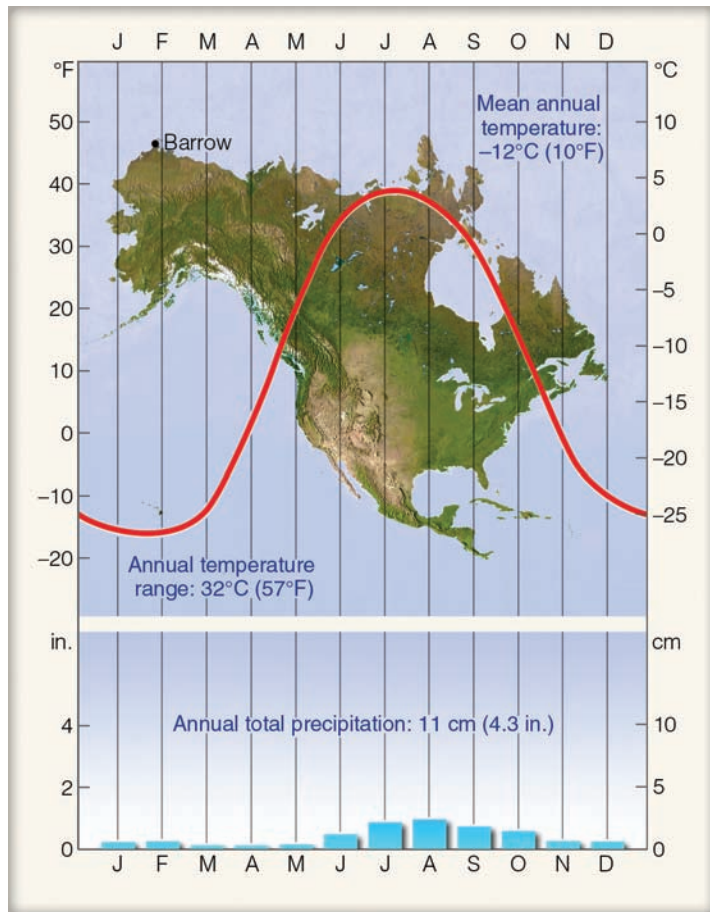 J F M A M J J A S O N D
°F °C
Mean annual
temperature:
–12°C (10°F)
50 10
Barrow
40 5
30 0
20 –5
10 –10
0 –15
–10 –20
–20 –25
Annual temperature
range: 32°C (57°F)
in. cm
Annual total precipitation: 11 cm (4.3 in.)
4 10
2 5
0 0
J F M A M J J A S O N D